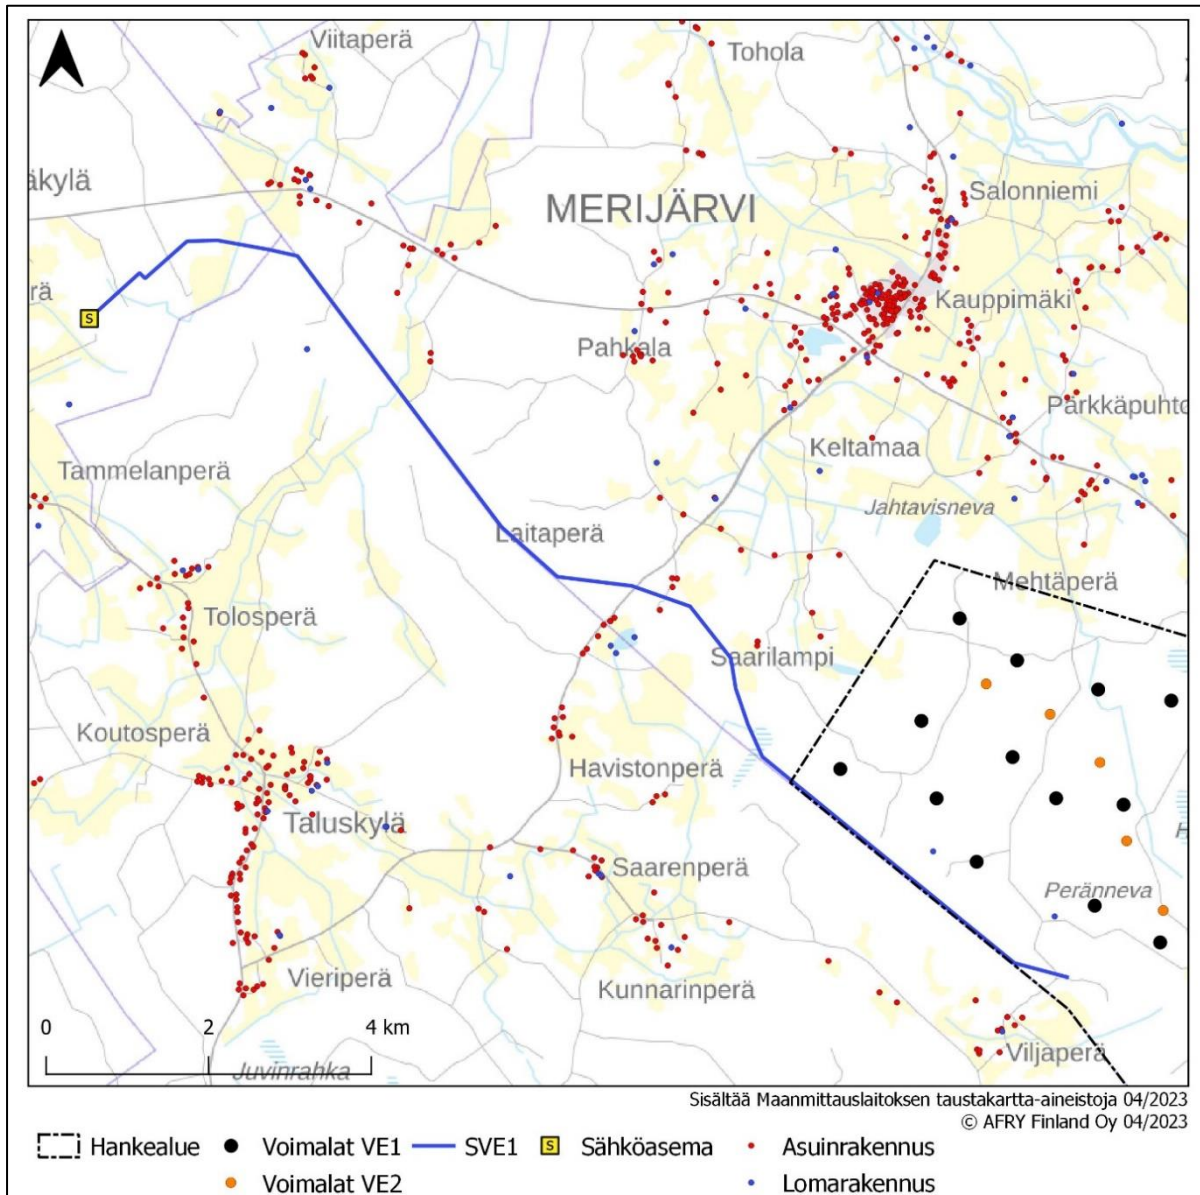 Viitaperä
Tohola
äkylä
MERIJÄRVI
Salonniemi
rä
Kauppimäki
Pahkala
Parkkäpuhto
Keltamaa
Tammelanperä
Jahtavisneva
Laitaperä
Mehtäperä
Tolosperä
Saarilampi
Koutosperä
Havistonperä
Taluskylä
Saarenperä
Peränneva
Vieriperä
Kunnarinperä
0 2 4 km
Viljaperä
Juvinrahka
Sisältää Maanmittauslaitoksen taustakartta-aineistoja 04/2023
© AFRY Finland Oy 04/2023
Hankealue Voimalat VE1 SVE1 S Sähköasema Asuinrakennus
Voimalat VE2 Lomarakennus